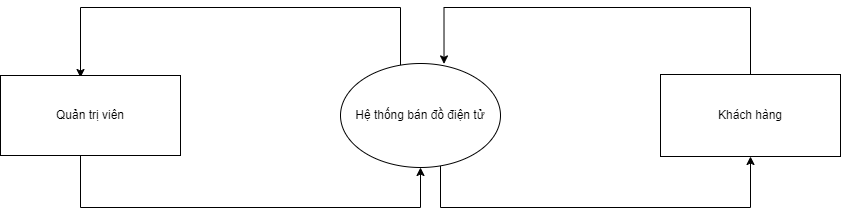 Quản trị viên
Hệ thống bán đồ điện tử
Khách hàng